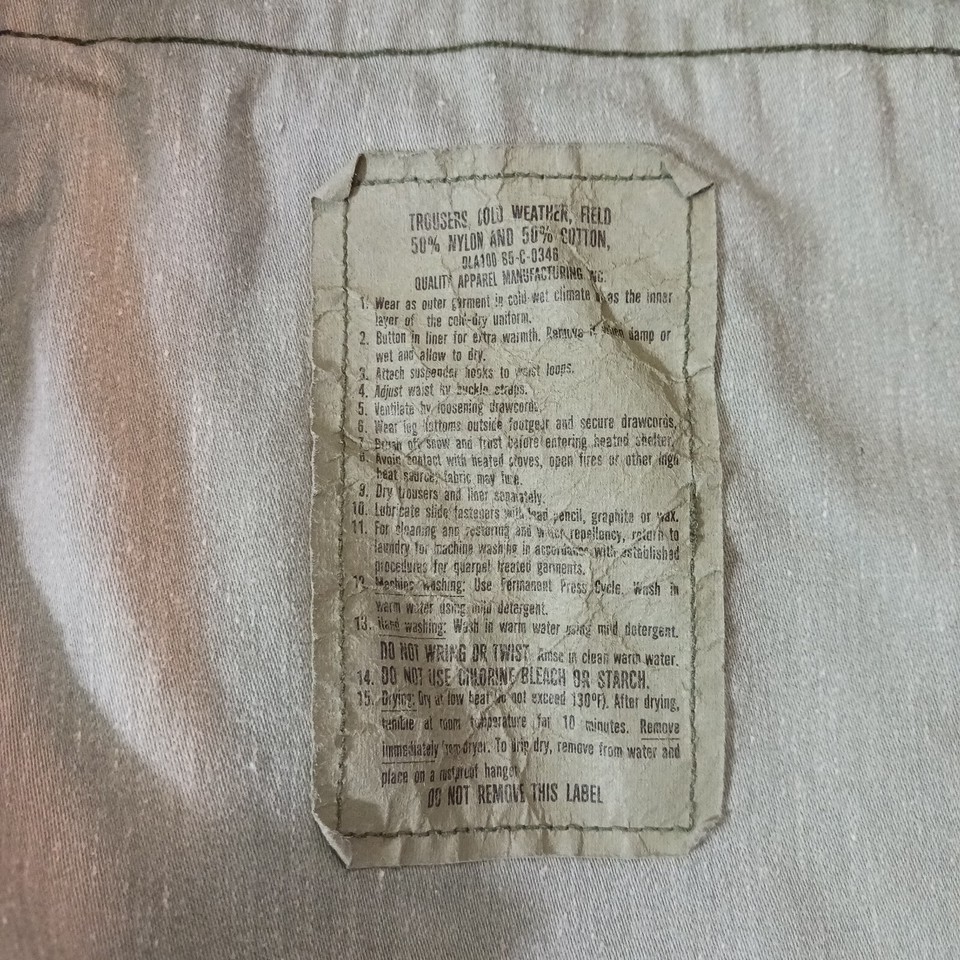 TROUSERS, COLD WEATHER, FIELD
50% NYLON AND 50% COTTON,
DLA100 85-C-0346
QUALITY APPAREL MANUFACTURING, INC.
1. Wear as outer garment in cold-wet climate as the inner
layer of the cold-dry uniform.
2. Button in liner for extra warmth. Remove it when damp or
wet and allow to dry.
3. Attach suspender hooks to waist loops.
4. Adjust waist by buckle straps.
5. Ventilate by loosening drawcords.
6. Wear leg bottoms outside footgear and secure drawcords.
7. Brush off snow and frost before entering heated shelter.
8. Avoid contact with heated stoves, open fires or other high
heat source; fabric may fuse.
9. Dry trousers and liner separately.
10. Lubricate slide fasteners with lead pencil, graphite or wax.
11. For cleaning and restoring and water repellency, return to
laundry for machine washing in accordance with established
procedures for quarpel treated garments.
12. Machine washing: Use Permanent Press Cycle. Wash in
warm water using mild detergent.
13. Hand washing: Wash in warm water using mild detergent.
DO NOT WRING OR TWIST. Rinse in clean warm water.
14. DO NOT USE CHLORINE BLEACH OR STARCH.
15. Drying: Dry at low heat (do not exceed 130°F). After drying,
tumble at room temperature for 10 minutes. Remove
immediately from dryer. To drip dry, remove from water and
place on a rustproof hanger
DO NOT REMOVE THIS LABEL